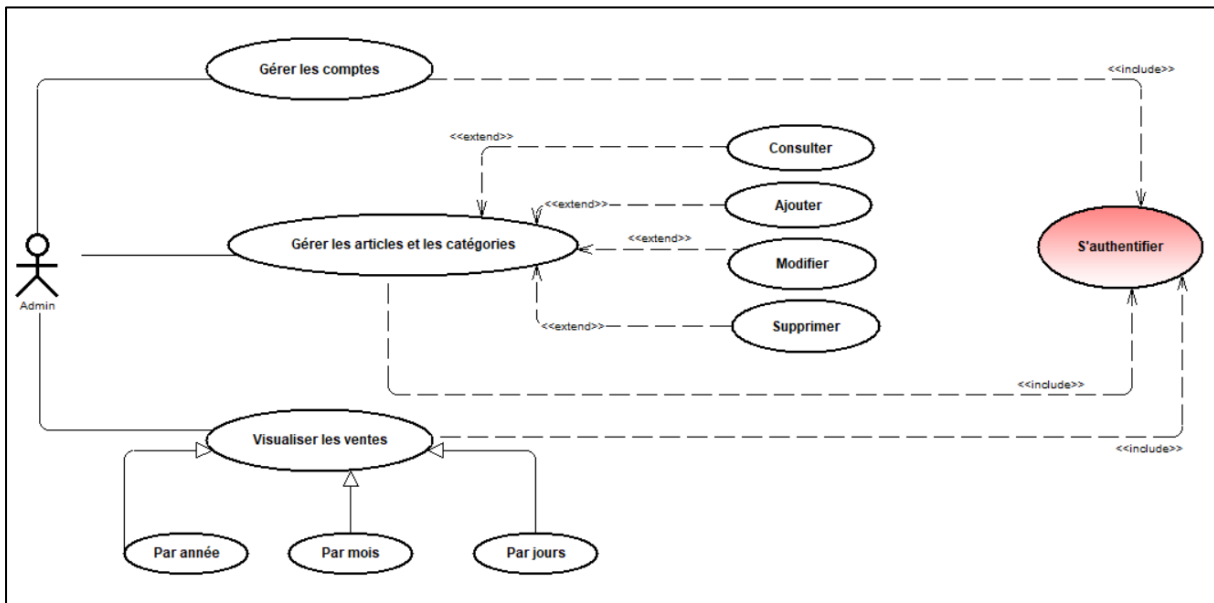 Gérer les comptes
<<include>>
<<extend>>
Consulter
<<extend>>
Ajouter
Gérer les articles et les catégories
<<extend>>
Modifier
S'authentifier
Admin
<<extend>>
Supprimer
<<include>>
Visualiser les ventes
<<include>>
Par année
Par mois
Par jours